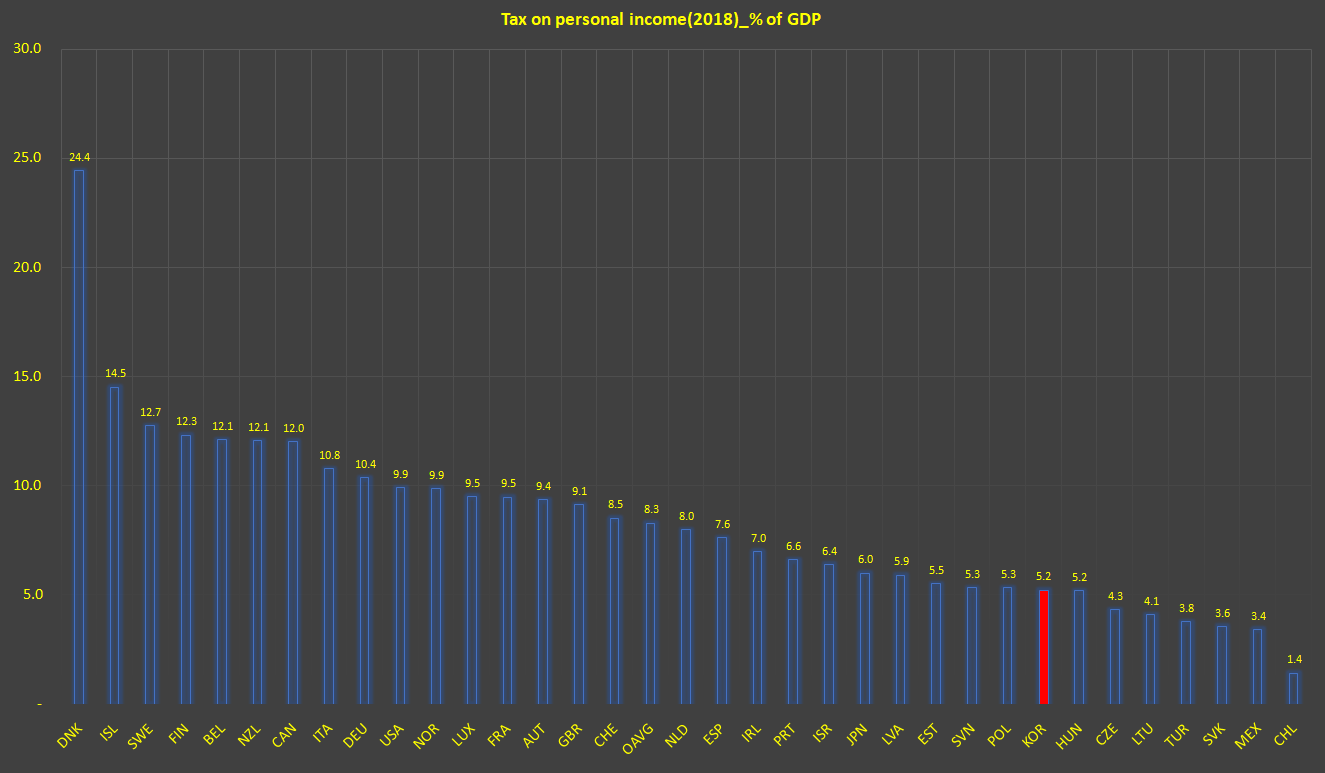 Tax on personal income(2018)_% of GDP
30.0
25.0
20.0
15.0
10.0
5.0
-
24.4
14.5
12.7
12.3
12.1
12.1
12.0
10.8
10.4
9.9
9.9
9.5
9.5
9.4
9.1
8.5
8.3
8.0
7.6
7.0
6.6
6.4
6.0
5.9
5.5
5.3
5.3
5.2
5.2
4.3
4.1
3.8
3.6
3.4
1.4
DNK
ISL
SWE
FIN
BEL
NZL
CAN
ITA
DEU
USA
NOR
LUX
FRA
AUT
GBR
CHE
OAVG
NLD
ESP
IRL
PRT
ISR
JPN
LVA
EST
SVN
POL
KOR
HUN
CZE
LTU
TUR
SVK
MEX
CHL